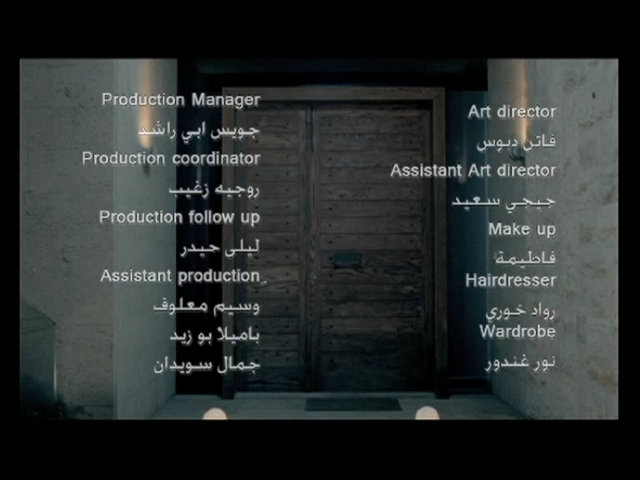 Production Manager
جويس ابي راشد
Production coordinator
روجيه زغيب
Production follow up
ليلى حيدر
Assistant production
وسيم معلوف
باميلا بو زيد
جمال سويدان
Art director
فاتن دبوس
Assistant Art director
جيجي سعيد
Make up
فاطيمة
Hairdresser
رواد خوري
Wardrobe
نور غندور